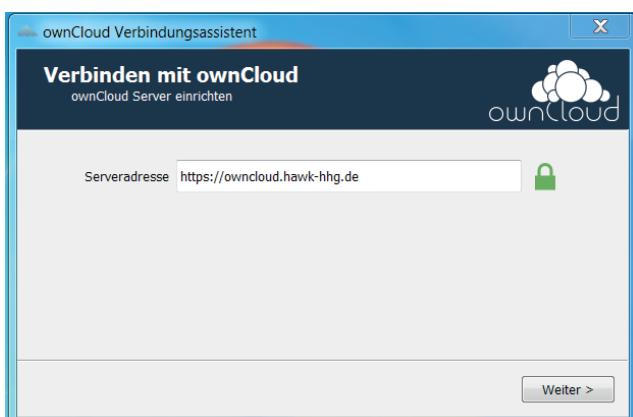 ownCloud Verbindungsassistent
Verbinden mit ownCloud
ownCloud Server einrichten
ownCloud
Serveradresse https://owncloud.hawk-hhg.de
Weiter >